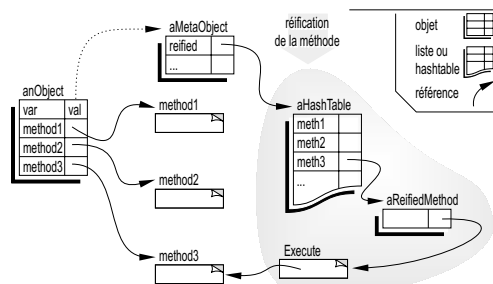 aMetaObject
reified
...
réification
de la méthode
objet
liste ou
hashtable
référence
anObject
var val
method1
method2
method3
method1
method2
method3
aHashTable
meth1
meth2
meth3
...
aReifiedMethod
Execute